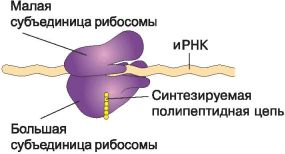 Малая
субъединица рибосомы
иРНК
Синтезируемая
полипептидная цепь
Большая
субъединица рибосомы